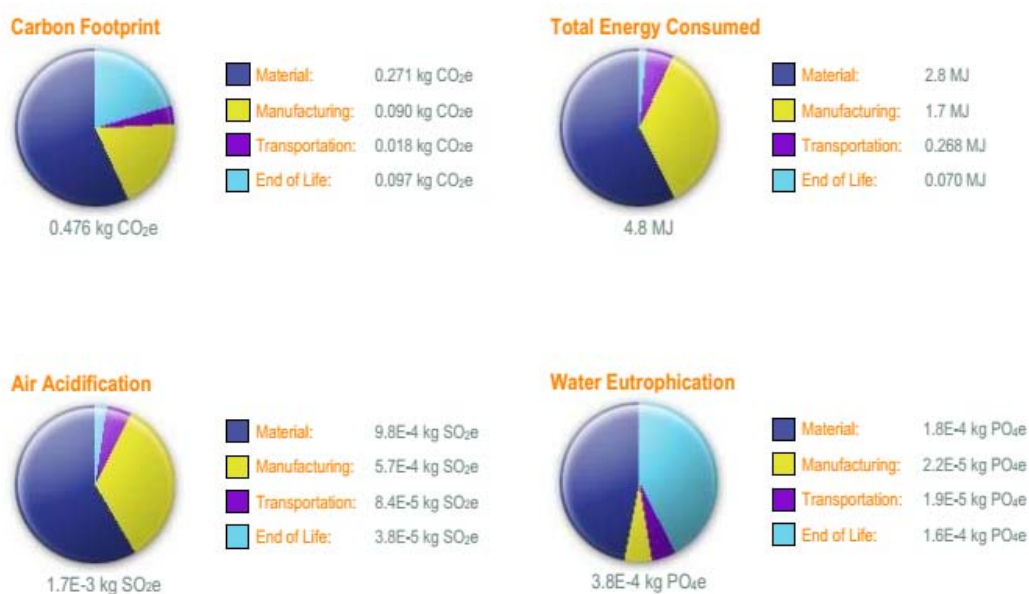 Carbon Footprint
Material: 0.271 kg CO₂e
Manufacturing: 0.090 kg CO₂e
Transportation: 0.018 kg CO₂e
End of Life: 0.097 kg CO₂e
0.476 kg CO₂e
Total Energy Consumed
Material: 2.8 MJ
Manufacturing: 1.7 MJ
Transportation: 0.268 MJ
End of Life: 0.070 MJ
4.8 MJ
Air Acidification
Material: 9.8E-4 kg SO₂e
Manufacturing: 5.7E-4 kg SO₂e
Transportation: 8.4E-5 kg SO₂e
End of Life: 3.8E-5 kg SO₂e
1.7E-3 kg SO₂e
Water Eutrophication
Material: 1.8E-4 kg PO₄e
Manufacturing: 2.2E-5 kg PO₄e
Transportation: 1.9E-5 kg PO₄e
End of Life: 1.6E-4 kg PO₄e
3.8E-4 kg PO₄e